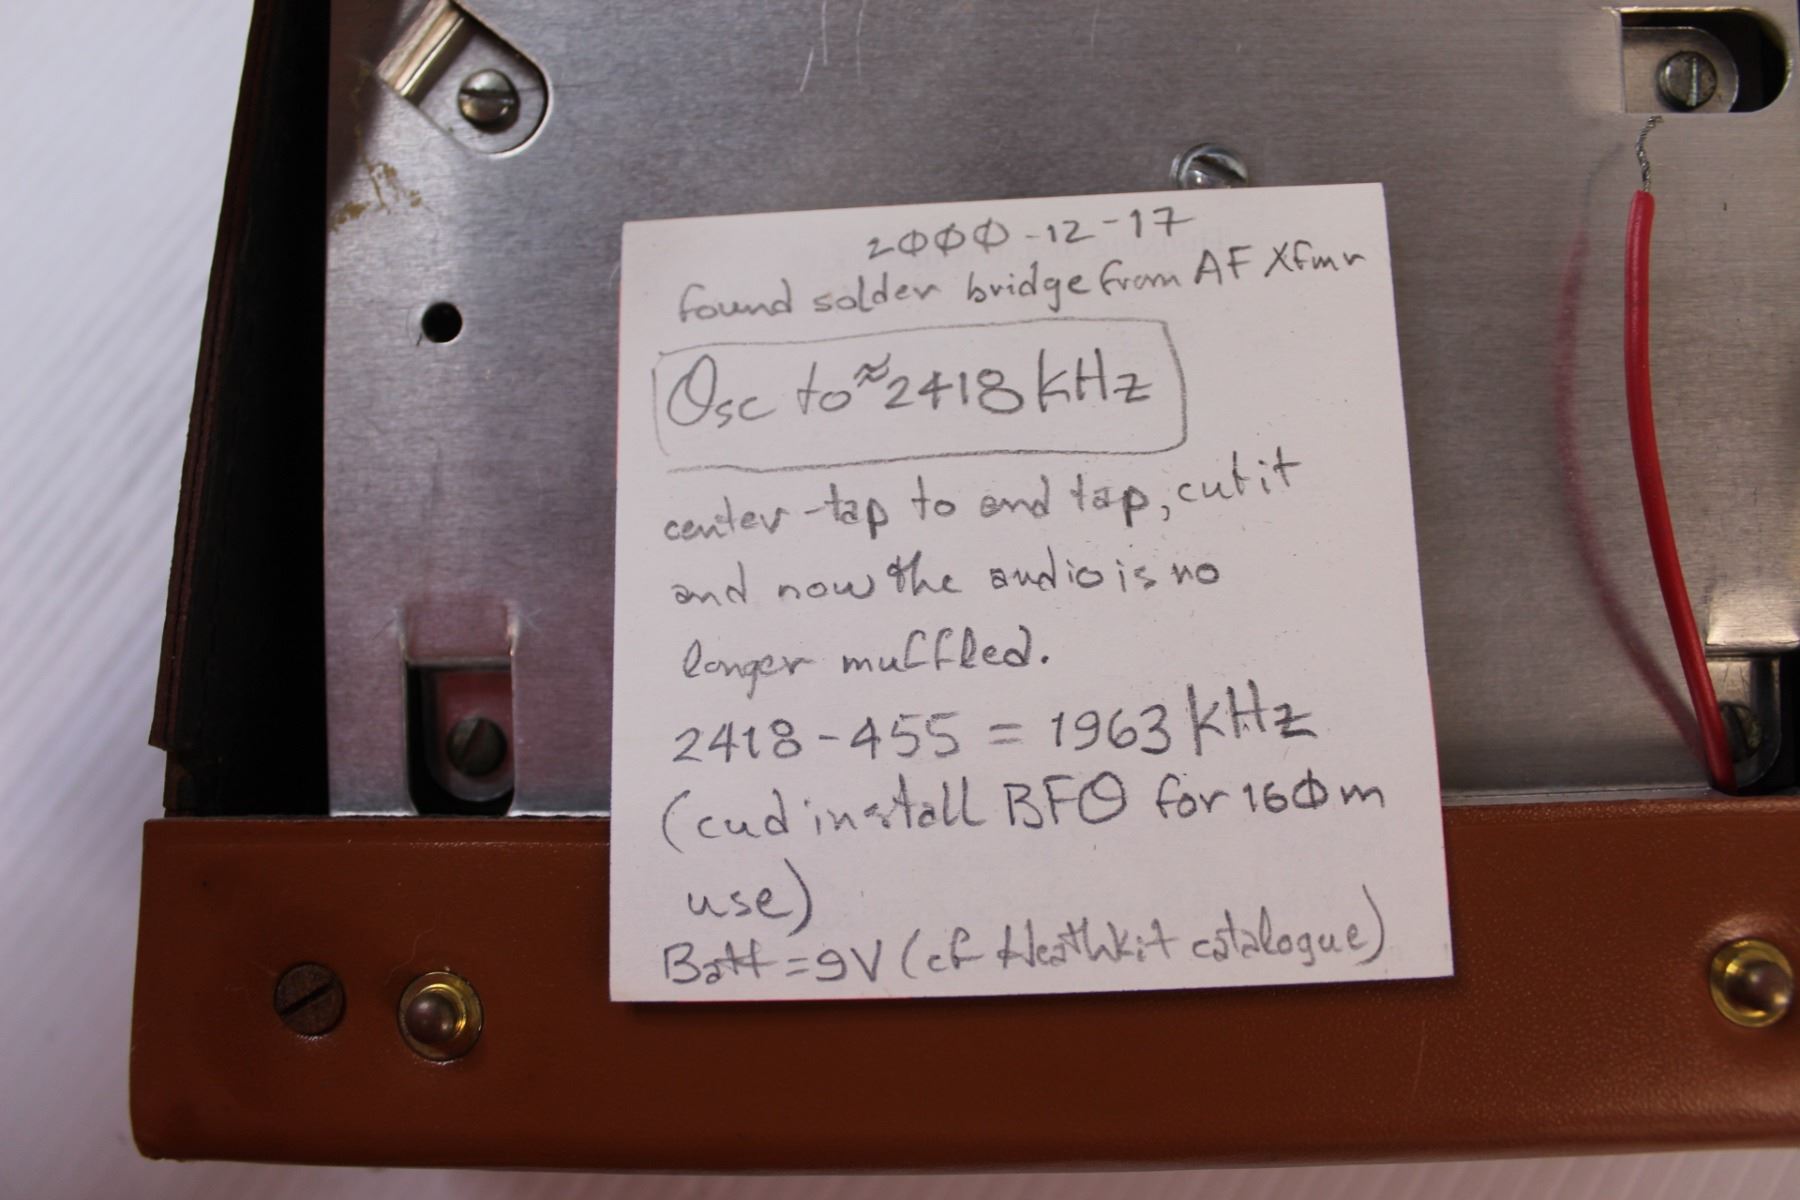 2000-12-17
found solder bridge from AF Xfmr
Osc to ≈2418 kHz
center-tap to end tap, cut it
and now the audio is no
longer muffled.
2418-455 = 1963 kHz
(cud install BFO for 160m
use)
Batt=9V (cf Heathkit catalogue)